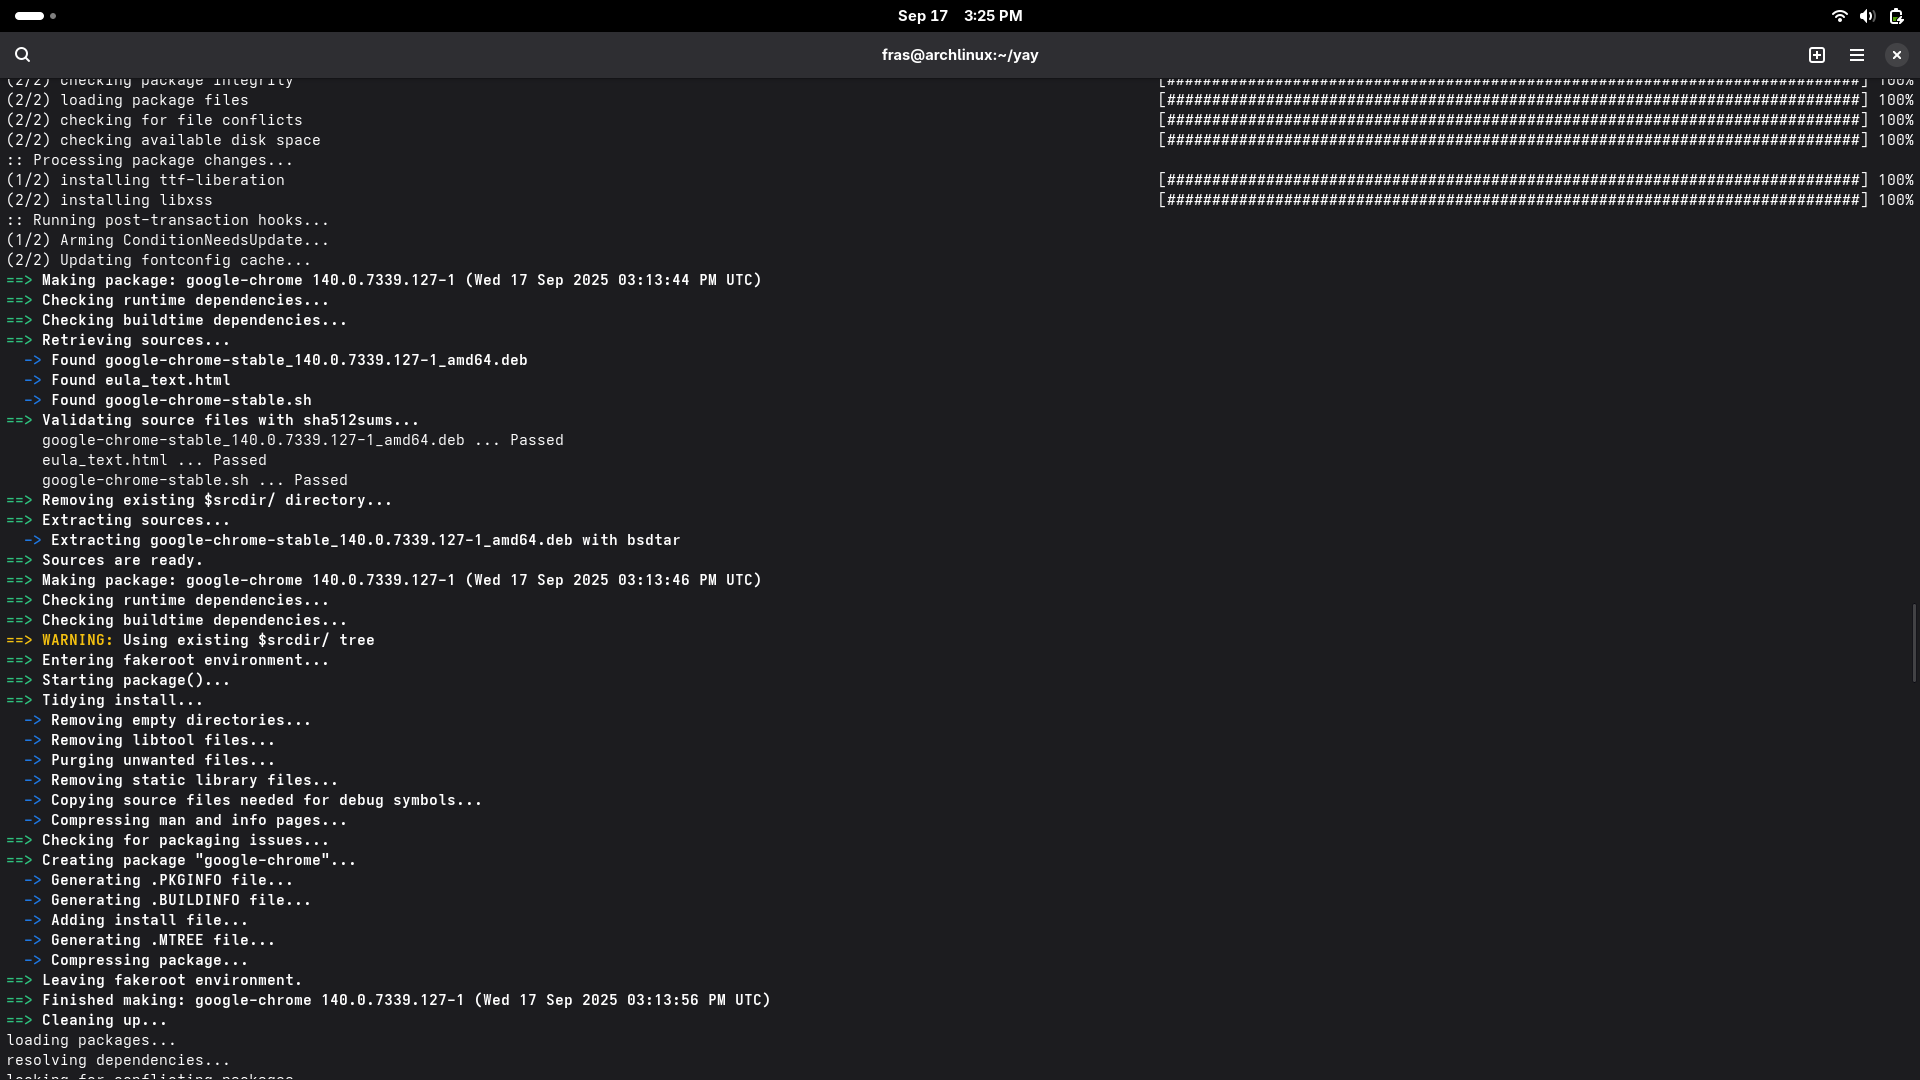 Sep 17 3:25 PM
fras@archlinux:~/yay
(2/2) checking package integrity [#############################################################################] 100%
(2/2) loading package files [#############################################################################] 100%
(2/2) checking for file conflicts [#############################################################################] 100%
(2/2) checking available disk space [#############################################################################] 100%
:: Processing package changes...
(1/2) installing ttf-liberation [#############################################################################] 100%
(2/2) installing libxss [#############################################################################] 100%
:: Running post-transaction hooks...
(1/2) Arming ConditionNeedsUpdate...
(2/2) Updating fontconfig cache...
==> Making package: google-chrome 140.0.7339.127-1 (Wed 17 Sep 2025 03:13:44 PM UTC)
==> Checking runtime dependencies...
==> Checking buildtime dependencies...
==> Retrieving sources...
  -> Found google-chrome-stable_140.0.7339.127-1_amd64.deb
  -> Found eula_text.html
  -> Found google-chrome-stable.sh
==> Validating source files with sha512sums...
    google-chrome-stable_140.0.7339.127-1_amd64.deb ... Passed
    eula_text.html ... Passed
    google-chrome-stable.sh ... Passed
==> Removing existing $srcdir/ directory...
==> Extracting sources...
  -> Extracting google-chrome-stable_140.0.7339.127-1_amd64.deb with bsdtar
==> Sources are ready.
==> Making package: google-chrome 140.0.7339.127-1 (Wed 17 Sep 2025 03:13:46 PM UTC)
==> Checking runtime dependencies...
==> Checking buildtime dependencies...
==> WARNING: Using existing $srcdir/ tree
==> Entering fakeroot environment...
==> Starting package()...
==> Tidying install...
  -> Removing empty directories...
  -> Removing libtool files...
  -> Purging unwanted files...
  -> Removing static library files...
  -> Copying source files needed for debug symbols...
  -> Compressing man and info pages...
==> Checking for packaging issues...
==> Creating package "google-chrome"...
  -> Generating .PKGINFO file...
  -> Generating .BUILDINFO file...
  -> Adding install file...
  -> Generating .MTREE file...
  -> Compressing package...
==> Leaving fakeroot environment.
==> Finished making: google-chrome 140.0.7339.127-1 (Wed 17 Sep 2025 03:13:56 PM UTC)
==> Cleaning up...
loading packages...
resolving dependencies...
looking for conflicting packages...